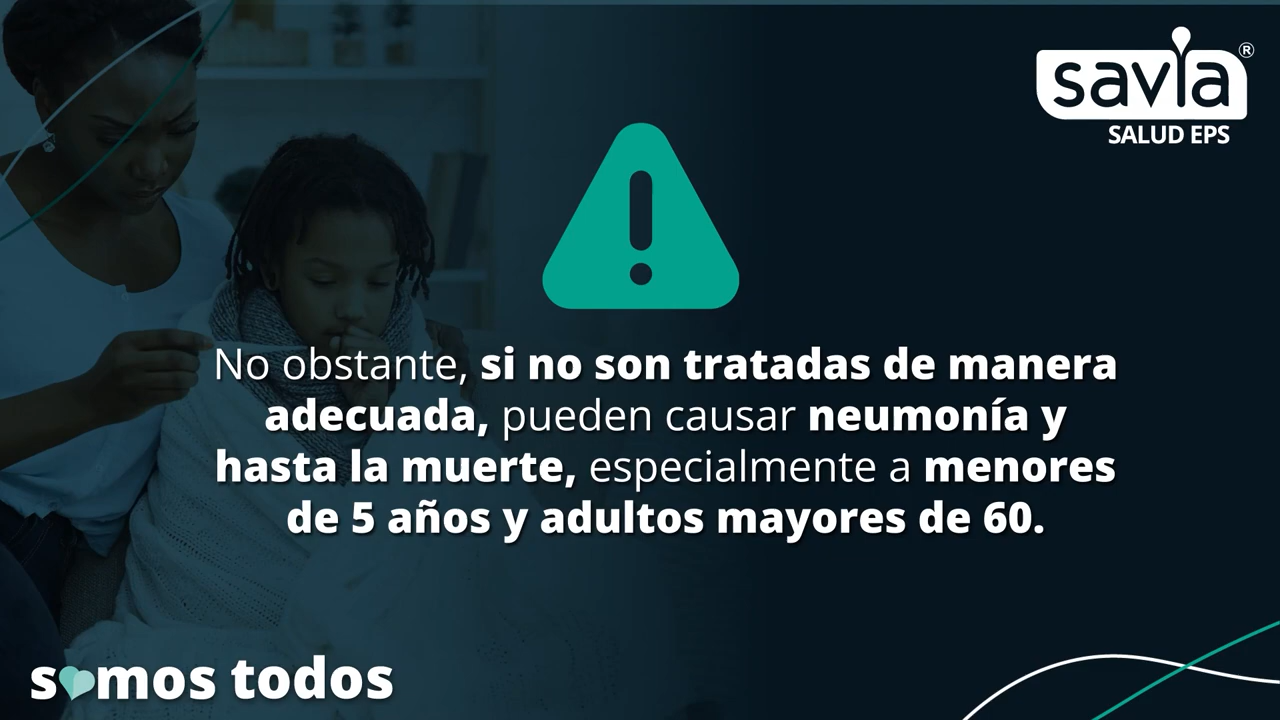 savia®
SALUD EPS
No obstante, si no son tratadas de manera
adecuada, pueden causar neumonía y
hasta la muerte, especialmente a menores
de 5 años y adultos mayores de 60.
somos todos